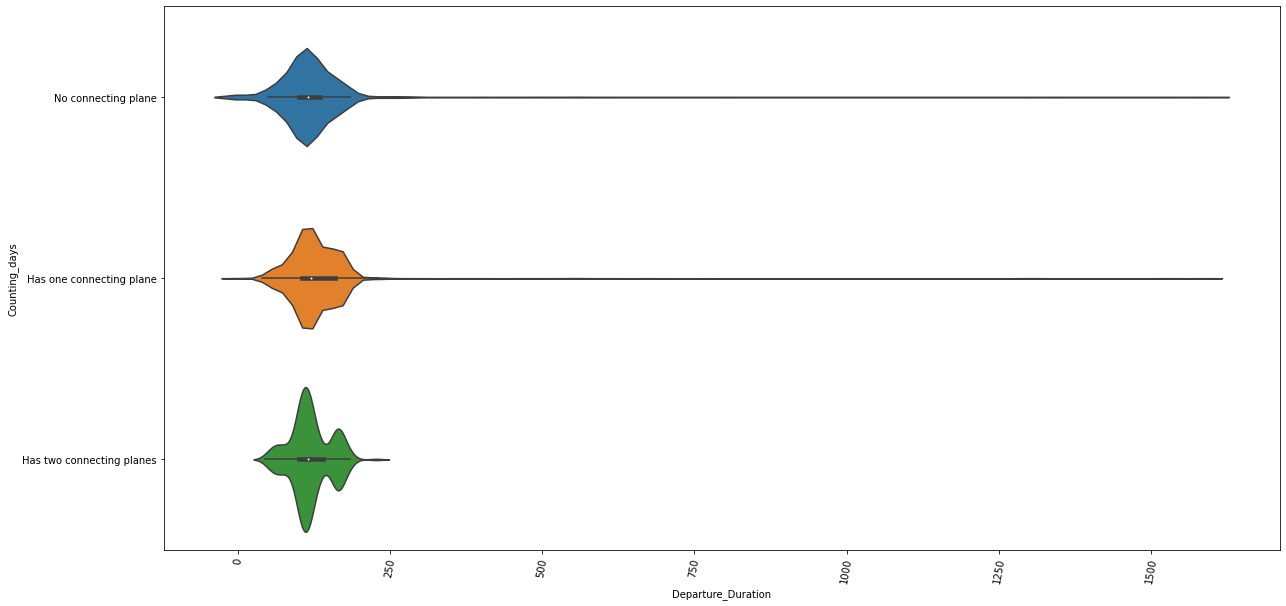 No connecting plane
Has one connecting plane
Has two connecting planes
Counting_days
0
250
500
750
1000
1250
1500
Departure_Duration